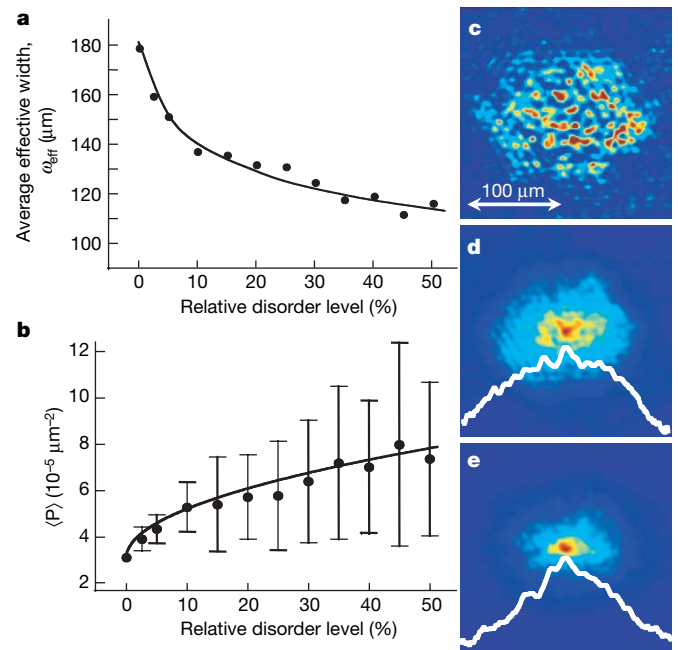 a
Average effective width,
ω_eff (μm)
180
160
140
120
100
0 10 20 30 40 50
Relative disorder level (%)
b
⟨P⟩ (10⁻⁵ μm⁻²)
12
10
8
6
4
2
0 10 20 30 40 50
Relative disorder level (%)
c
100 μm
d
e